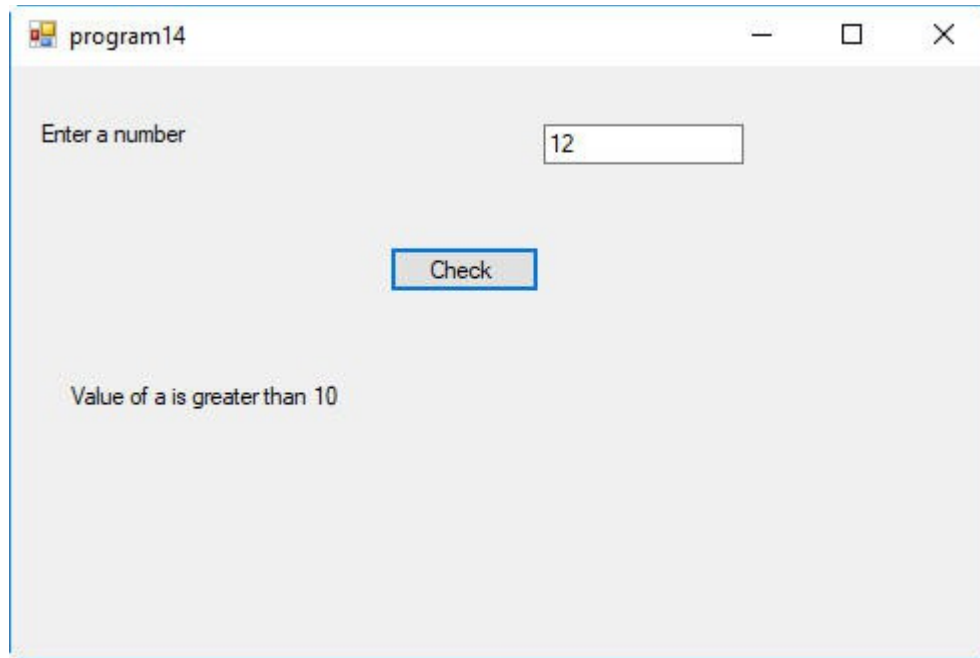 program14
Enter a number
12
Check
Value of a is greater than 10